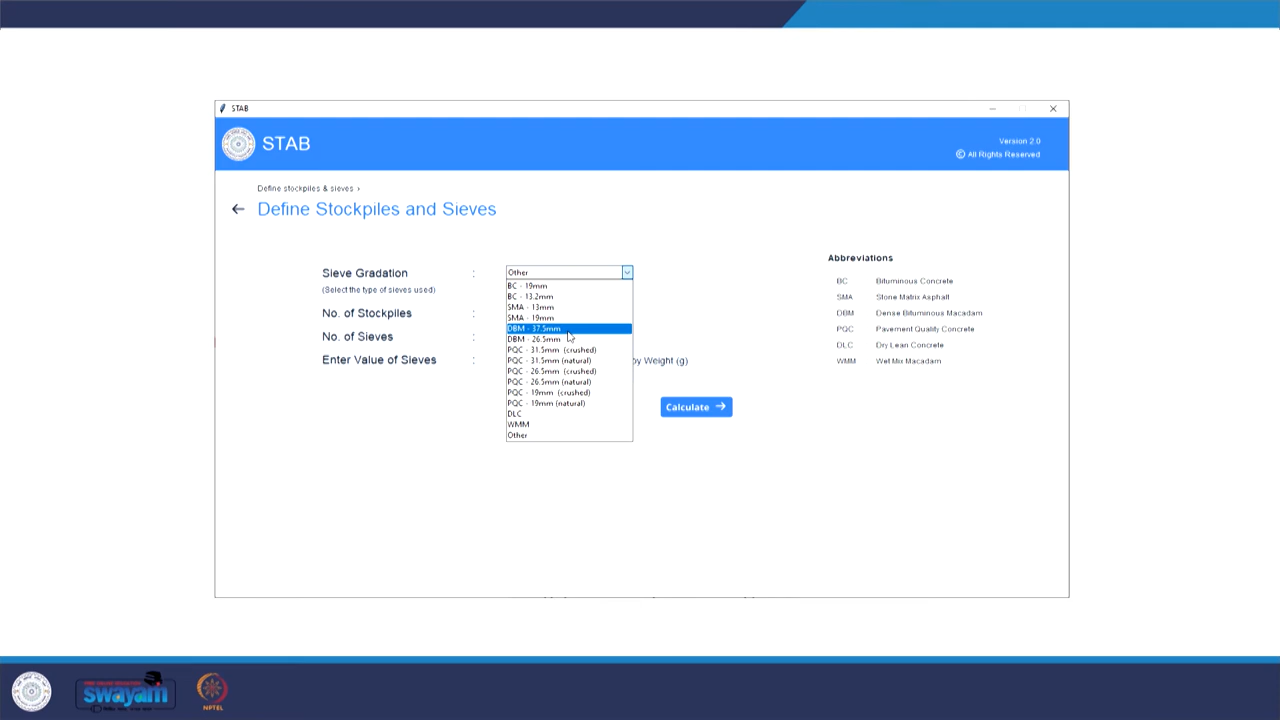 STAB
STAB
Version 2.0
© All Rights Reserved
Define stockpiles & sieves ›
Define Stockpiles and Sieves
Sieve Gradation :
(Select the type of sieves used)
No. of Stockpiles :
No. of Sieves :
Enter Value of Sieves :
by Weight (g)
Other
BC - 19mm
BC - 13.2mm
SMA - 13mm
SMA - 19mm
DBM - 37.5mm
DBM - 26.5mm
PQC - 31.5mm (crushed)
PQC - 31.5mm (natural)
PQC - 26.5mm (crushed)
PQC - 26.5mm (natural)
PQC - 19mm (crushed)
PQC - 19mm (natural)
DLC
WMM
Other
Calculate
Abbreviations
BC Bituminous Concrete
SMA Stone Matrix Asphalt
DBM Dense Bituminous Macadam
PQC Pavement Quality Concrete
DLC Dry Lean Concrete
WMM Wet Mix Macadam
swayam
NPTEL